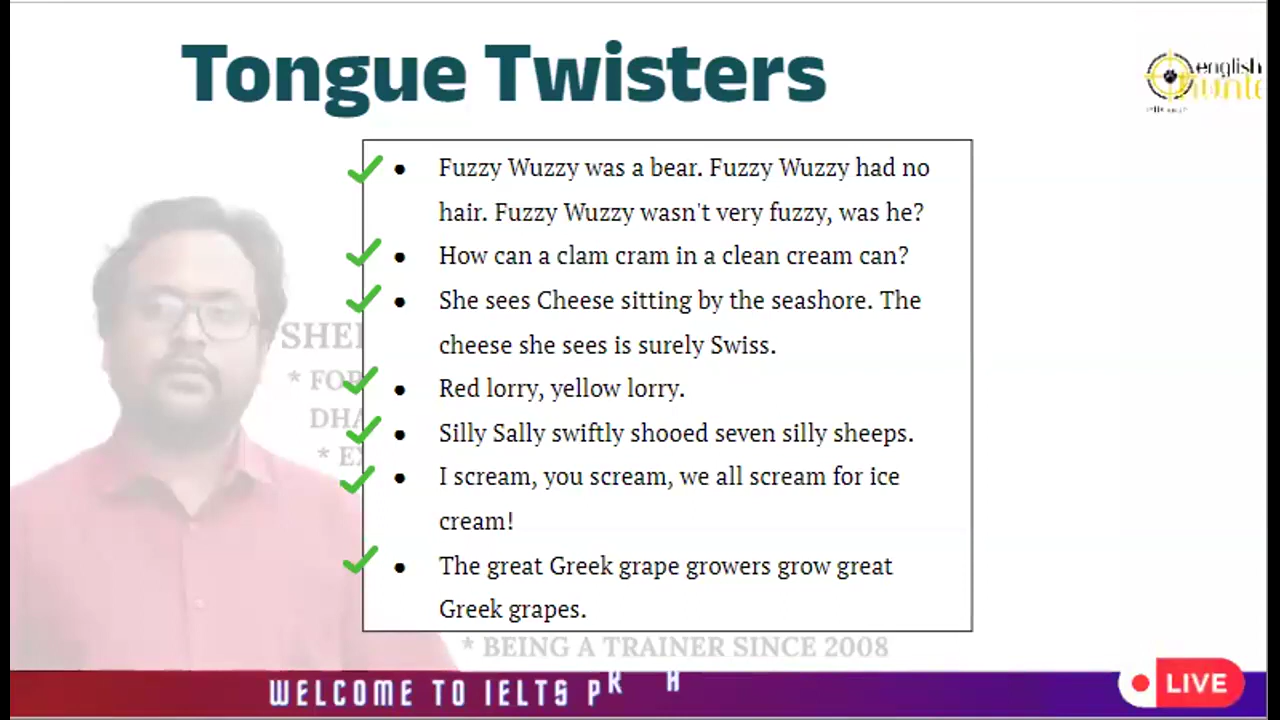 Tongue Twisters
english
• Fuzzy Wuzzy was a bear. Fuzzy Wuzzy had no
hair. Fuzzy Wuzzy wasn't very fuzzy, was he?
• How can a clam cram in a clean cream can?
• She sees Cheese sitting by the seashore. The
cheese she sees is surely Swiss.
• Red lorry, yellow lorry.
• Silly Sally swiftly shooed seven silly sheeps.
• I scream, you scream, we all scream for ice
cream!
• The great Greek grape growers grow great
Greek grapes.
* BEING A TRAINER SINCE 2008
WELCOME TO IELTS
LIVE